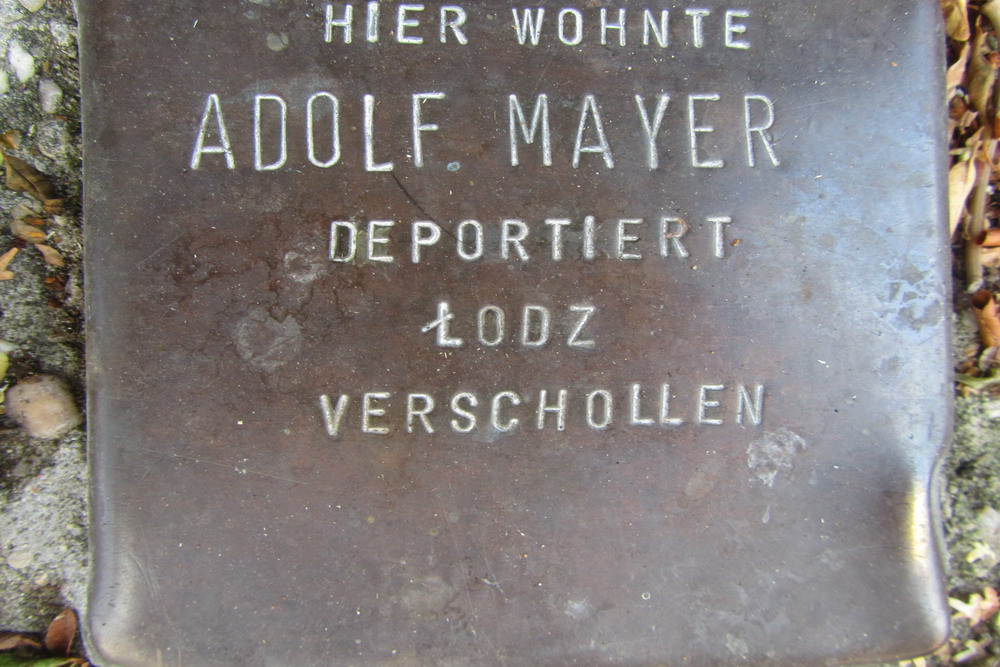 HIER WOHNTE
ADOLF MAYER
DEPORTIERT
ŁODZ
VERSCHOLLEN